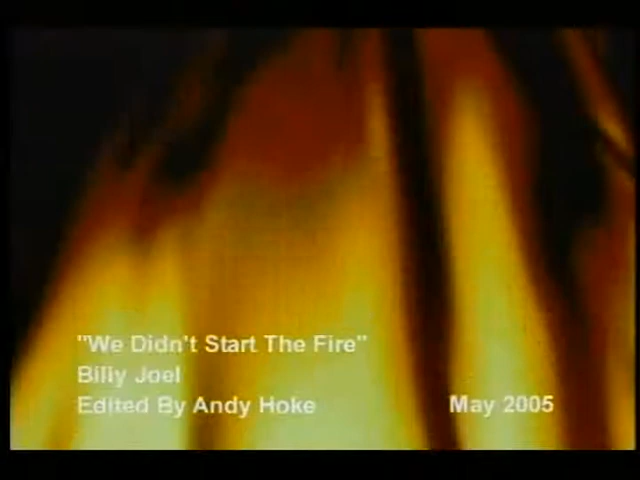 "We Didn't Start The Fire"
Billy Joel
Edited By Andy Hoke
May 2005